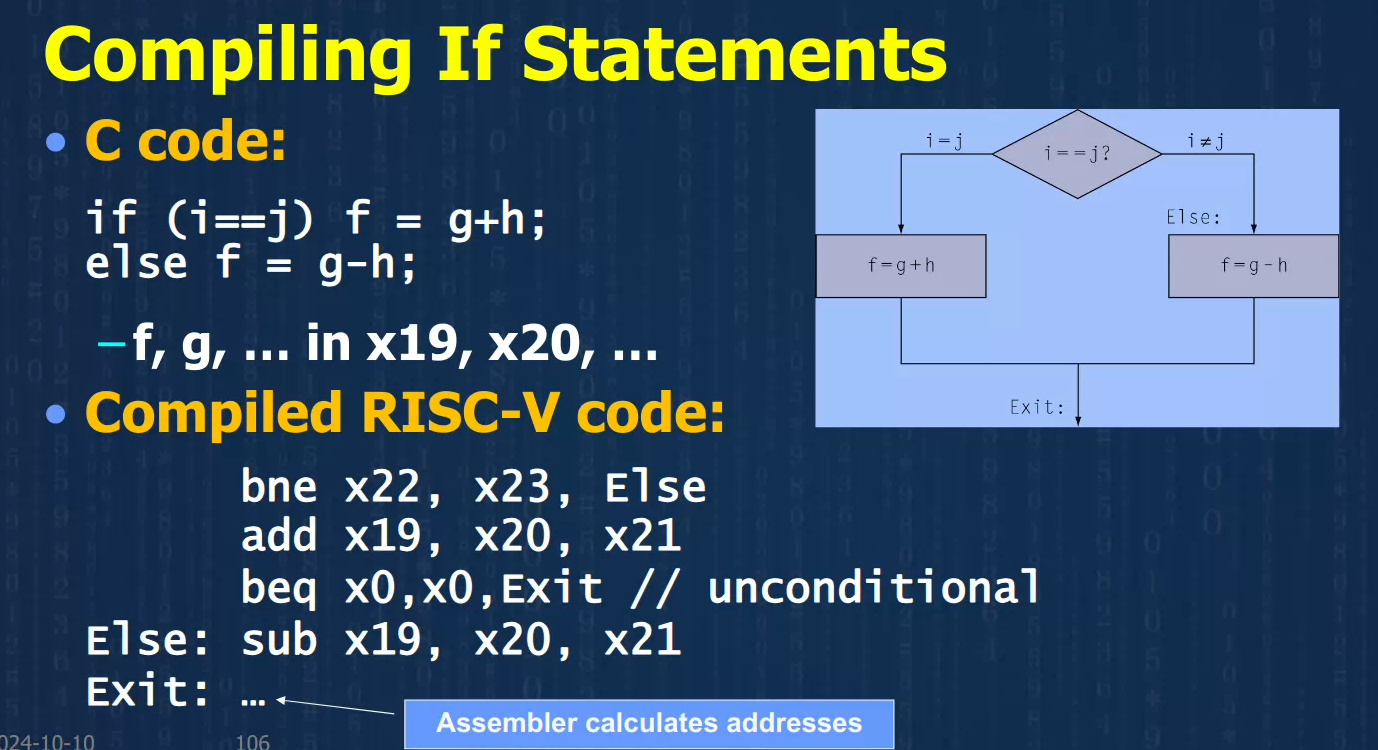 Compiling If Statements
• C code:
if (i==j) f = g+h;
else f = g-h;
– f, g, … in x19, x20, …
• Compiled RISC-V code:
bne x22, x23, Else
add x19, x20, x21
beq x0,x0,Exit // unconditional
Else: sub x19, x20, x21
Exit: …
Assembler calculates addresses
i=j
i==j?
i≠j
Else:
f=g+h
f=g-h
Exit:
024-10-10
106